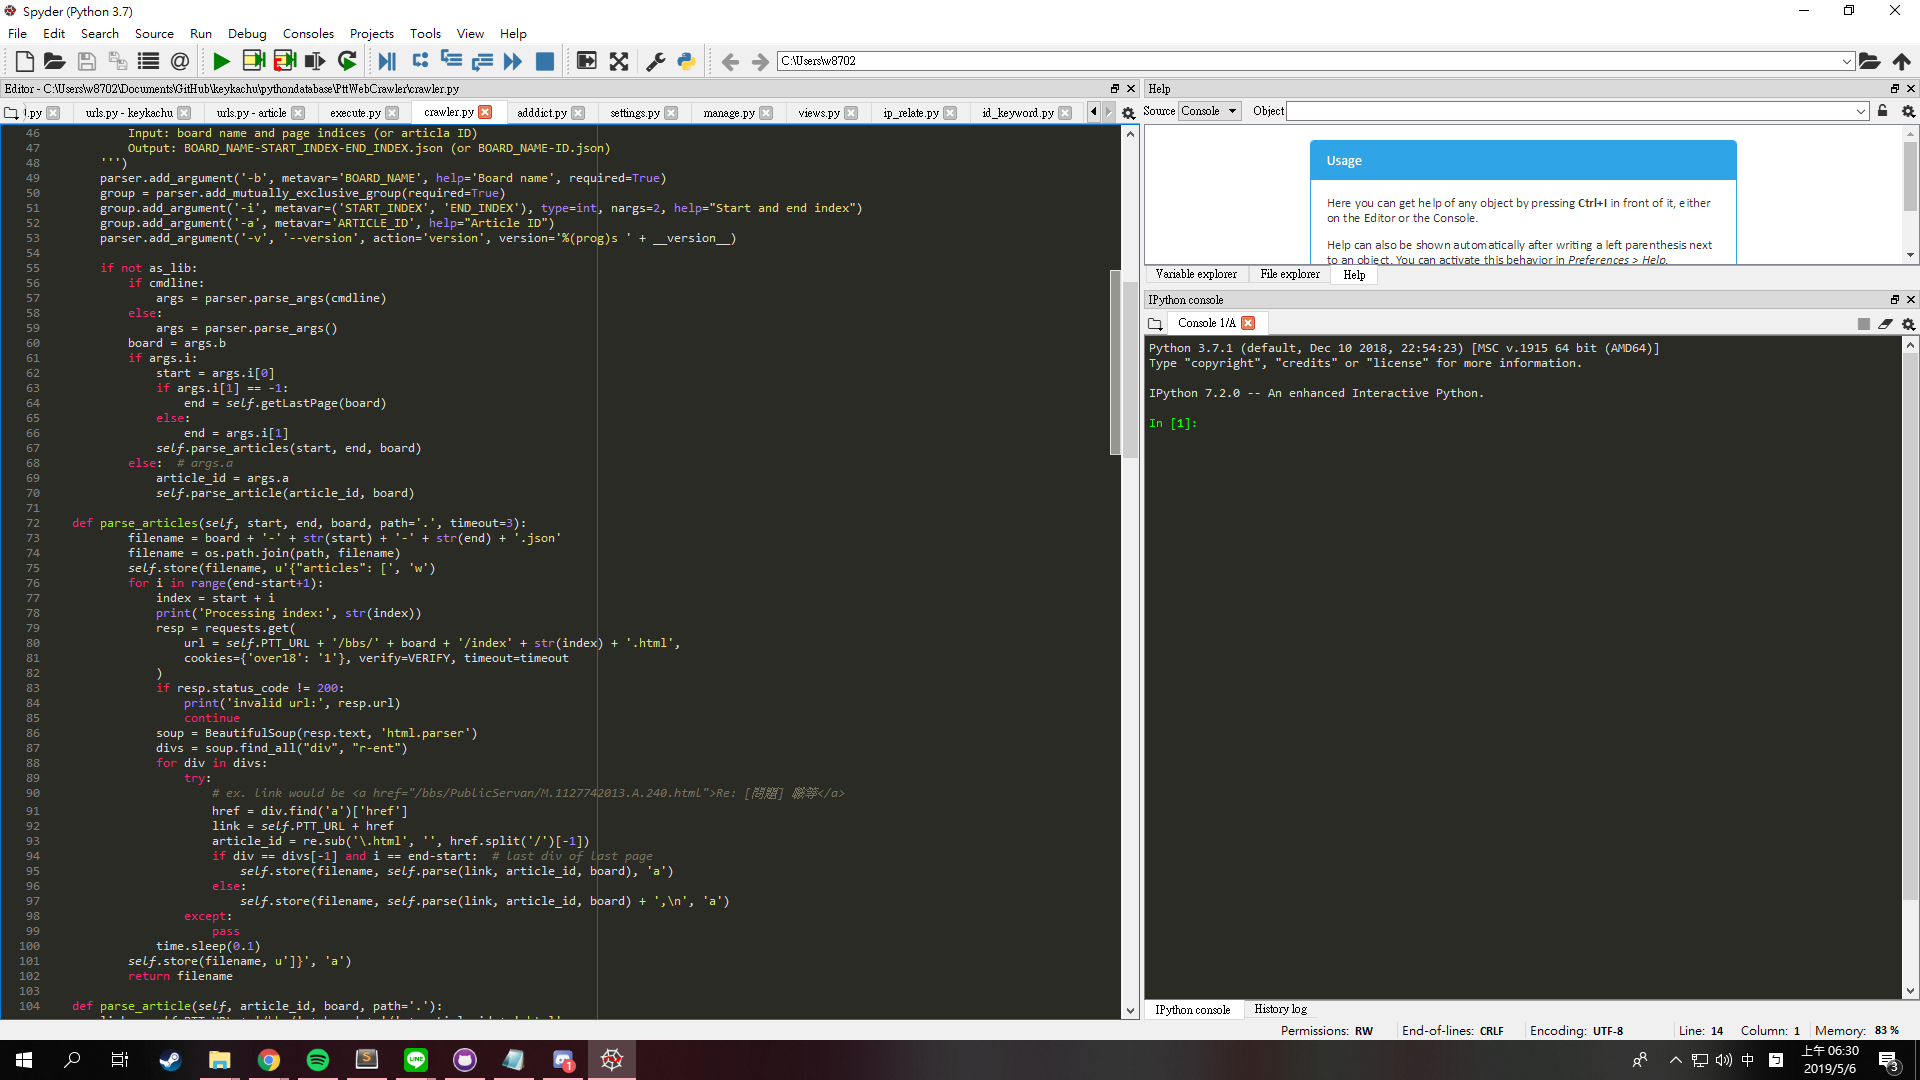 Spyder (Python 3.7)
File Edit Search Source Run Debug Consoles Projects Tools View Help
C:\Users\w8702
Editor - C:\Users\w8702\Documents\GitHub\keykachu\pythondatabase\PttWebCrawler\crawler.py
).py urls.py - keykachu urls.py - article execute.py crawler.py adddict.py settings.py manage.py views.py ip_relate.py id_keyword.py
46 Input: board name and page indices (or articla ID)
47 Output: BOARD_NAME-START_INDEX-END_INDEX.json (or BOARD_NAME-ID.json)
48 ''')
49 parser.add_argument('-b', metavar='BOARD_NAME', help='Board name', required=True)
50 group = parser.add_mutually_exclusive_group(required=True)
51 group.add_argument('-i', metavar=('START_INDEX', 'END_INDEX'), type=int, nargs=2, help="Start and end index")
52 group.add_argument('-a', metavar='ARTICLE_ID', help="Article ID")
53 parser.add_argument('-v', '--version', action='version', version='%(prog)s ' + __version__)
54
55 if not as_lib:
56 if cmdline:
57 args = parser.parse_args(cmdline)
58 else:
59 args = parser.parse_args()
60 board = args.b
61 if args.i:
62 start = args.i[0]
63 if args.i[1] == -1:
64 end = self.getLastPage(board)
65 else:
66 end = args.i[1]
67 self.parse_articles(start, end, board)
68 else: # args.a
69 article_id = args.a
70 self.parse_article(article_id, board)
71
72 def parse_articles(self, start, end, board, path='.', timeout=3):
73 filename = board + '-' + str(start) + '-' + str(end) + '.json'
74 filename = os.path.join(path, filename)
75 self.store(filename, u'{"articles": [', 'w')
76 for i in range(end-start+1):
77 index = start + i
78 print('Processing index:', str(index))
79 resp = requests.get(
80 url = self.PTT_URL + '/bbs/' + board + '/index' + str(index) + '.html',
81 cookies={'over18': '1'}, verify=VERIFY, timeout=timeout
82 )
83 if resp.status_code != 200:
84 print('invalid url:', resp.url)
85 continue
86 soup = BeautifulSoup(resp.text, 'html.parser')
87 divs = soup.find_all("div", "r-ent")
88 for div in divs:
89 try:
90 # ex. link would be <a href="/bbs/PublicServan/M.1127742013.A.240.html">Re: [問題] 職等</a>
91 href = div.find('a')['href']
92 link = self.PTT_URL + href
93 article_id = re.sub('\.html', '', href.split('/')[-1])
94 if div == divs[-1] and i == end-start: # last div of last page
95 self.store(filename, self.parse(link, article_id, board), 'a')
96 else:
97 self.store(filename, self.parse(link, article_id, board) + ',\n', 'a')
98 except:
99 pass
100 time.sleep(0.1)
101 self.store(filename, u']}', 'a')
102 return filename
103
104 def parse_article(self, article_id, board, path='.'):
Help
Source Console Object
Usage
Here you can get help of any object by pressing Ctrl+I in front of it, either
on the Editor or the Console.
Help can also be shown automatically after writing a left parenthesis next
to an object. You can activate this behavior in Preferences > Help.
Variable explorer File explorer Help
IPython console
Console 1/A
Python 3.7.1 (default, Dec 10 2018, 22:54:23) [MSC v.1915 64 bit (AMD64)]
Type "copyright", "credits" or "license" for more information.
IPython 7.2.0 -- An enhanced Interactive Python.
In [1]:
IPython console History log
Permissions: RW End-of-lines: CRLF Encoding: UTF-8 Line: 14 Column: 1 Memory: 83 %
LINE 1 中 上午 06:30
2019/5/6 3